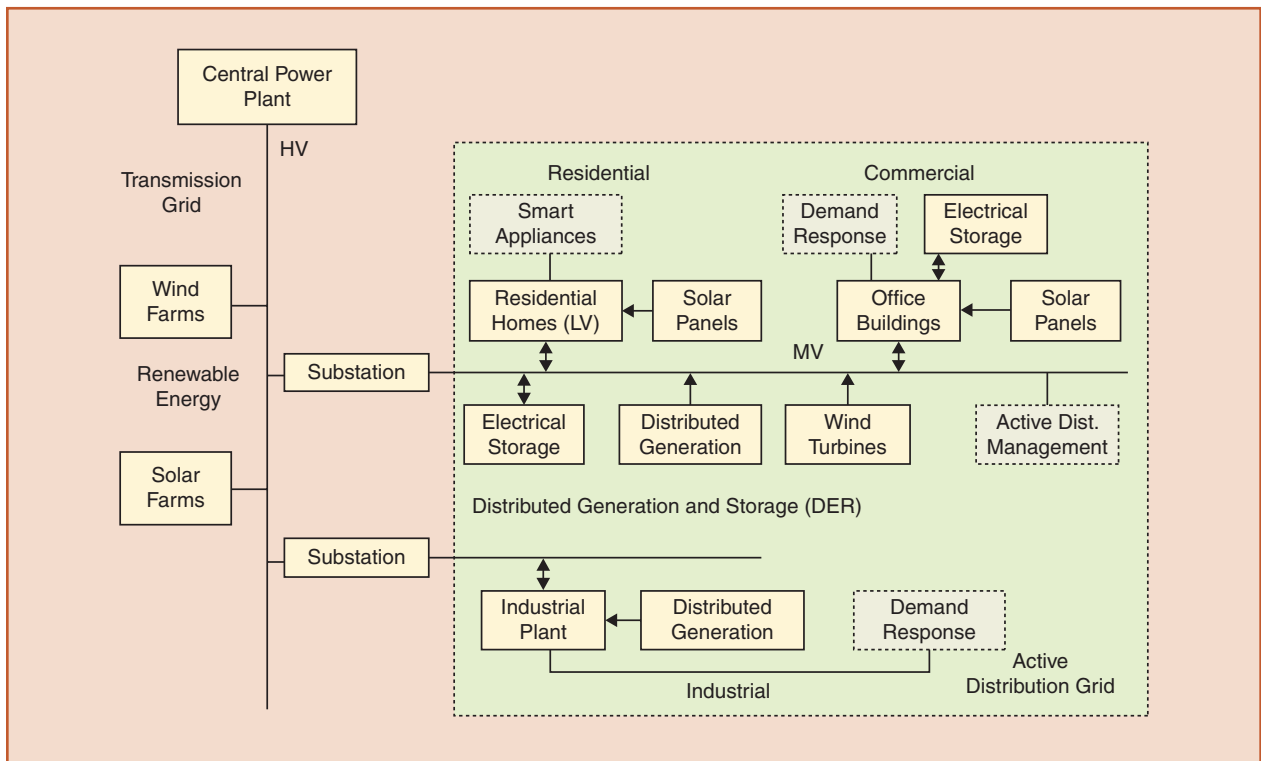 Central Power
Plant
HV
Transmission
Grid
Wind
Farms
Renewable
Energy
Solar
Farms
Substation
Substation
Residential
Commercial
Smart
Appliances
Demand
Response
Electrical
Storage
Residential
Homes (LV)
Solar
Panels
Office
Buildings
Solar
Panels
MV
Electrical
Storage
Distributed
Generation
Wind
Turbines
Active Dist.
Management
Distributed Generation and Storage (DER)
Industrial
Plant
Distributed
Generation
Demand
Response
Industrial
Active
Distribution Grid